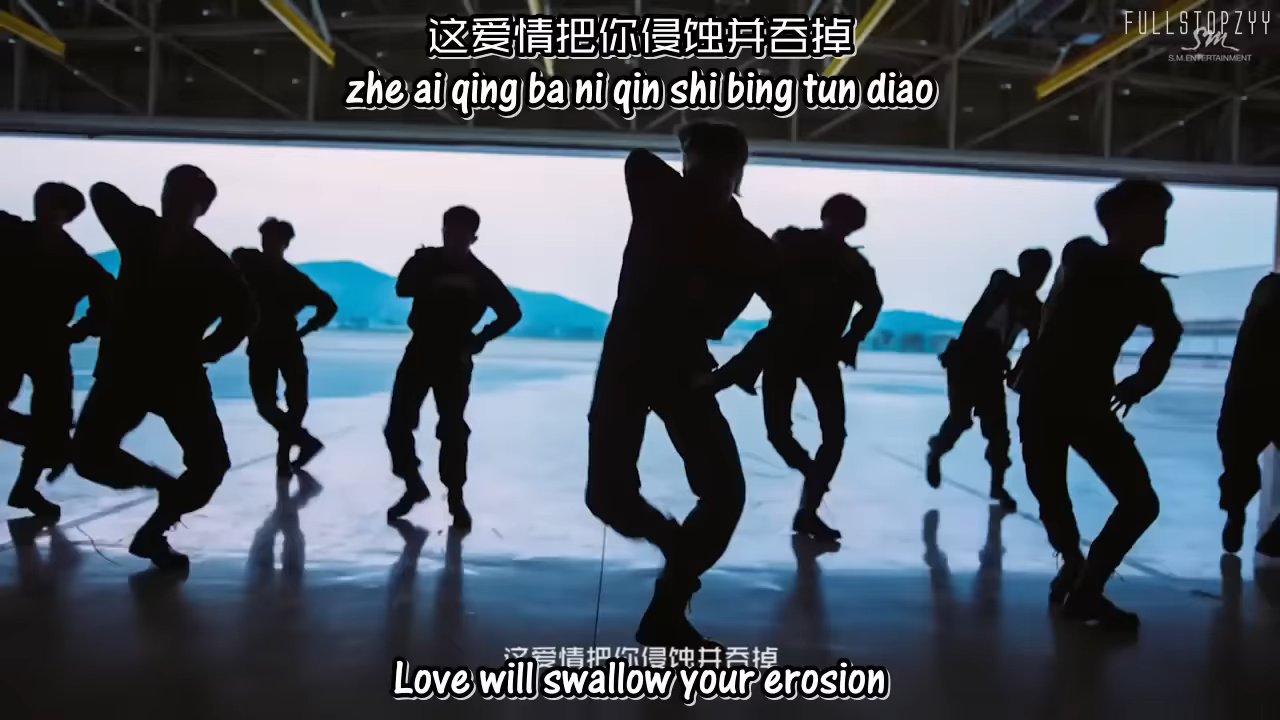 这爱情把你侵蚀并吞掉
FULLSTOPZYY
SM
S.M.ENTERTAINMENT
zhe ai qing ba ni qin shi bing tun diao
这爱情把你侵蚀并吞掉
Love will swallow your erosion